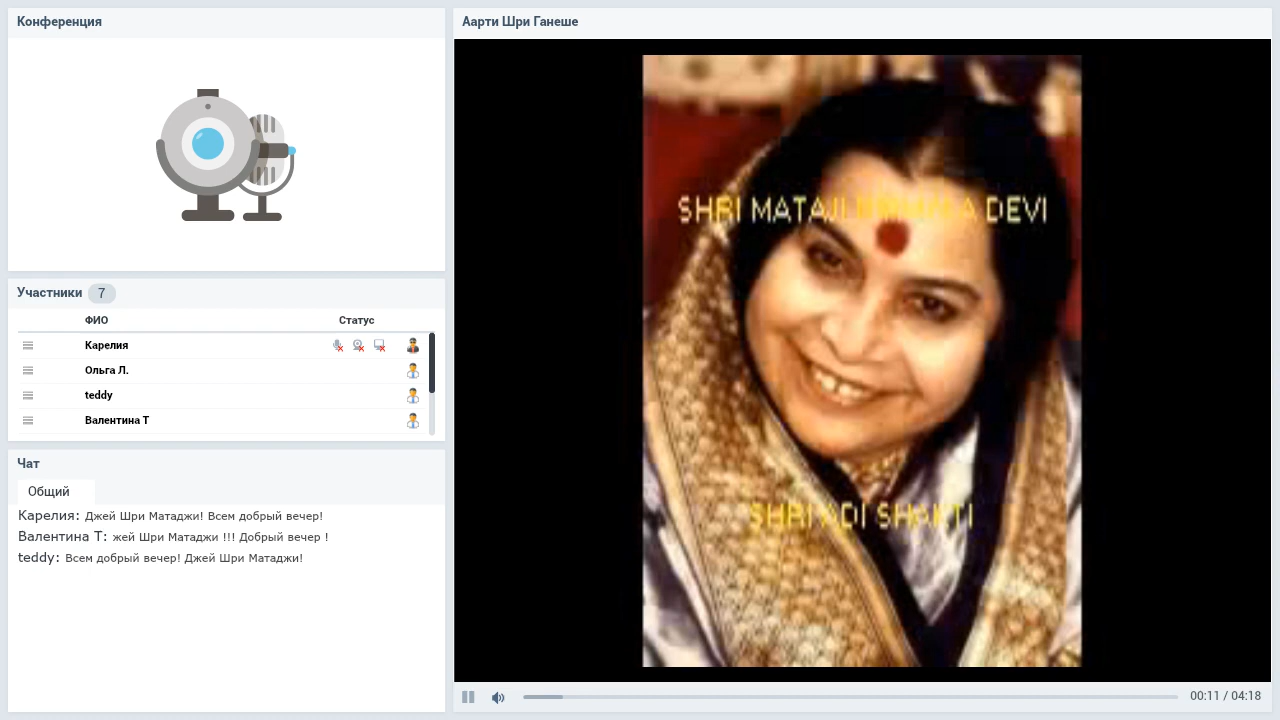 Конференция
Участники 7
ФИО Статус
Карелия
Ольга Л.
teddy
Валентина Т
Чат
Общий
Карелия: Джей Шри Матаджи! Всем добрый вечер!
Валентина Т: жей Шри Матаджи !!! Добрый вечер !
teddy: Всем добрый вечер! Джей Шри Матаджи!
Аарти Шри Ганеше
SHRI MATAJI NIRMALA DEVI
SHRI ADI SHAKTI
00:11 / 04:18